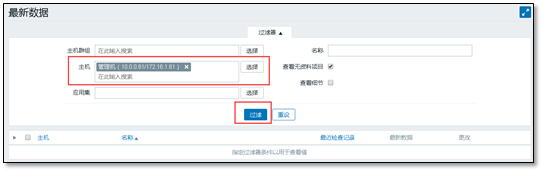 最新数据
过滤器 ▲
主机群组 在此输入搜索 选择 名称
主机 管理机（10.0.0.61/172.16.1.61） 选择 查看无资料项目
在此输入搜索
查看细节
应用集 选择
过滤 重设
主机 名称▲ 最近检查记录 最新数据 更改
指定过滤器条件以用于查看值